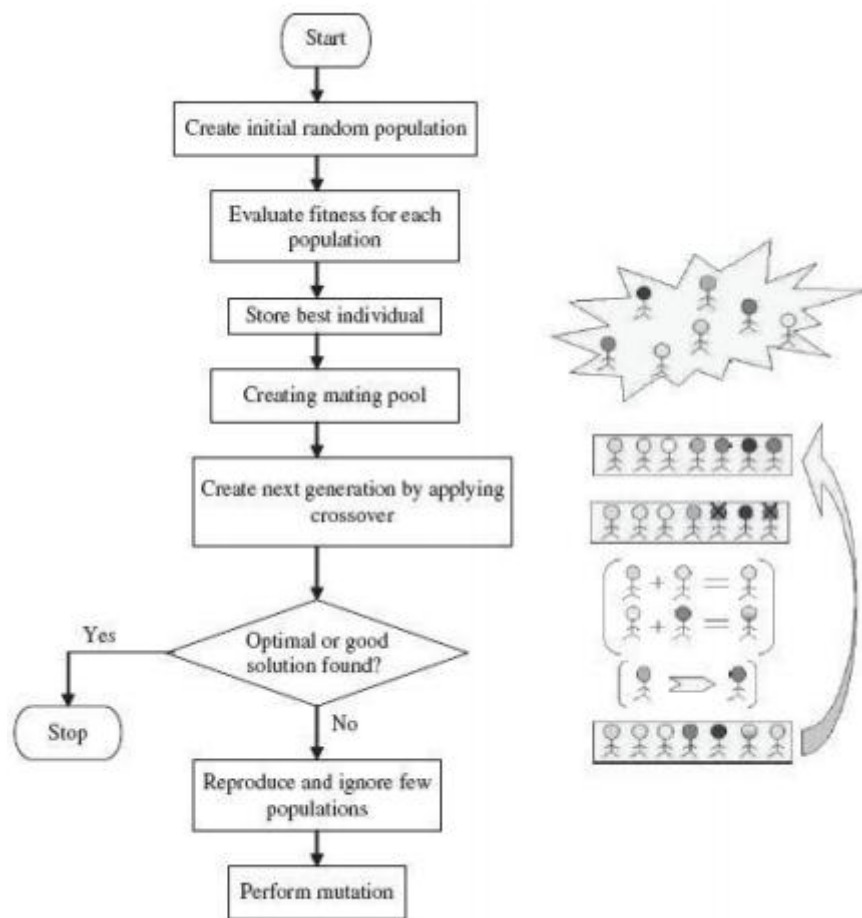 Start
Create initial random population
Evaluate fitness for each
population
Store best individual
Creating mating pool
Create next generation by applying
crossover
Yes
Optimal or good
solution found?
Stop
No
Reproduce and ignore few
populations
Perform mutation
+ =
+ =